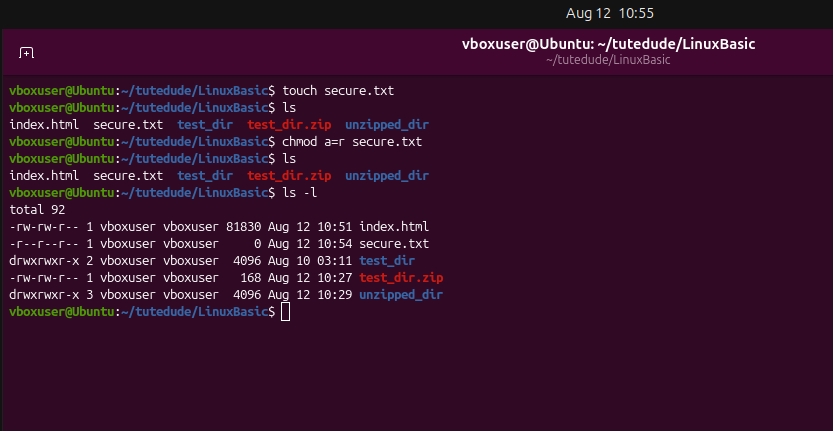 Aug 12 10:55
vboxuser@Ubuntu: ~/tutedude/LinuxBasic
~/tutedude/LinuxBasic
vboxuser@Ubuntu:~/tutedude/LinuxBasic$ touch secure.txt
vboxuser@Ubuntu:~/tutedude/LinuxBasic$ ls
index.html  secure.txt  test_dir  test_dir.zip  unzipped_dir
vboxuser@Ubuntu:~/tutedude/LinuxBasic$ chmod a=r secure.txt
vboxuser@Ubuntu:~/tutedude/LinuxBasic$ ls
index.html  secure.txt  test_dir  test_dir.zip  unzipped_dir
vboxuser@Ubuntu:~/tutedude/LinuxBasic$ ls -l
total 92
-rw-rw-r-- 1 vboxuser vboxuser 81830 Aug 12 10:51 index.html
-r--r--r-- 1 vboxuser vboxuser     0 Aug 12 10:54 secure.txt
drwxrwxr-x 2 vboxuser vboxuser  4096 Aug 10 03:11 test_dir
-rw-rw-r-- 1 vboxuser vboxuser   168 Aug 12 10:27 test_dir.zip
drwxrwxr-x 3 vboxuser vboxuser  4096 Aug 12 10:29 unzipped_dir
vboxuser@Ubuntu:~/tutedude/LinuxBasic$